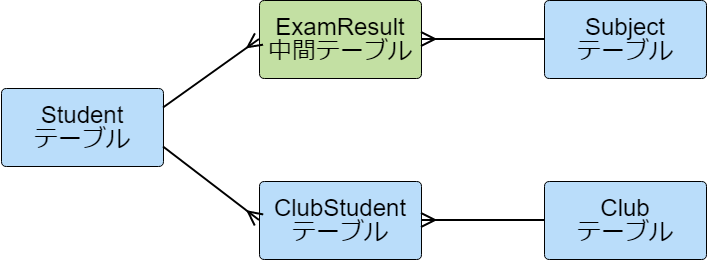 ExamResult
中間テーブル
Subject
テーブル
Student
テーブル
ClubStudent
テーブル
Club
テーブル